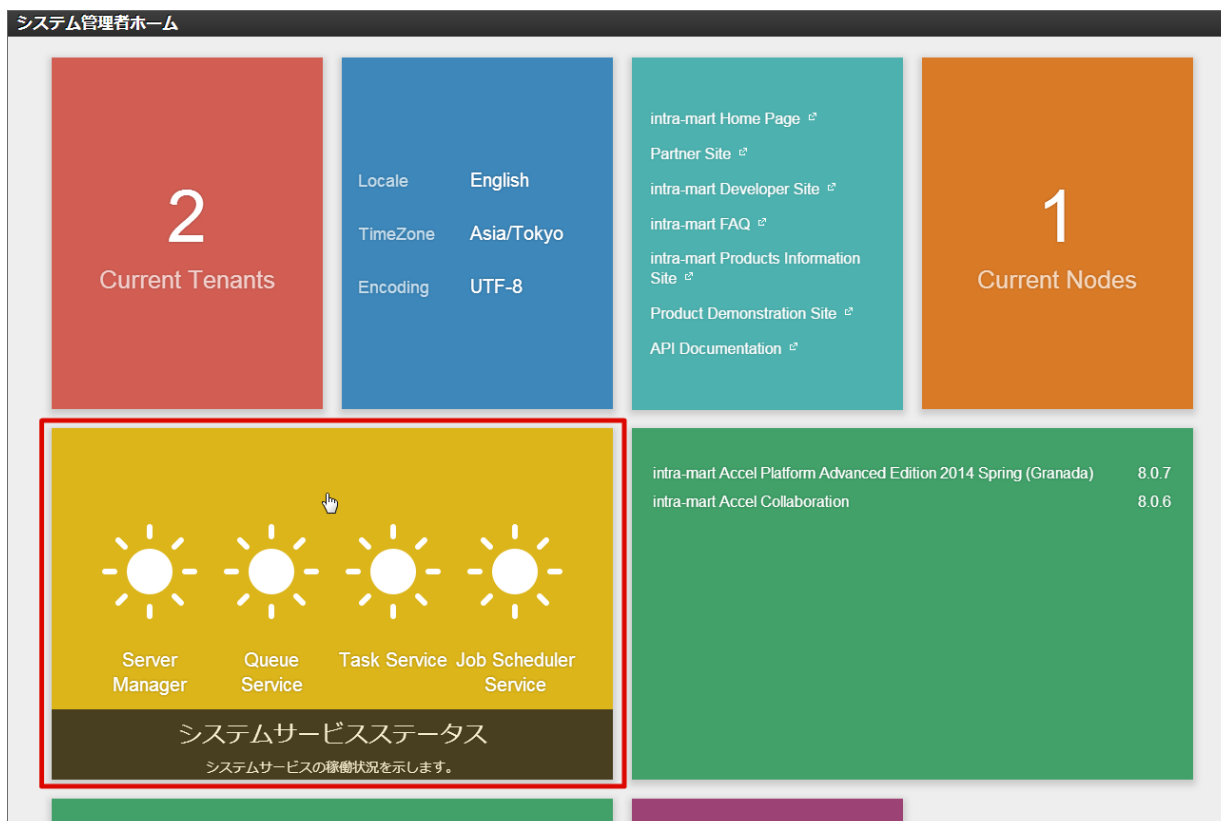 システム管理者ホーム
2
Current Tenants
Locale English
TimeZone Asia/Tokyo
Encoding UTF-8
intra-mart Home Page
Partner Site
intra-mart Developer Site
intra-mart FAQ
intra-mart Products Information
Site
Product Demonstration Site
API Documentation
1
Current Nodes
Server
Manager
Queue
Service
Task Service
Job Scheduler
Service
システムサービスステータス
システムサービスの稼働状況を示します。
intra-mart Accel Platform Advanced Edition 2014 Spring (Granada) 8.0.7
intra-mart Accel Collaboration 8.0.6